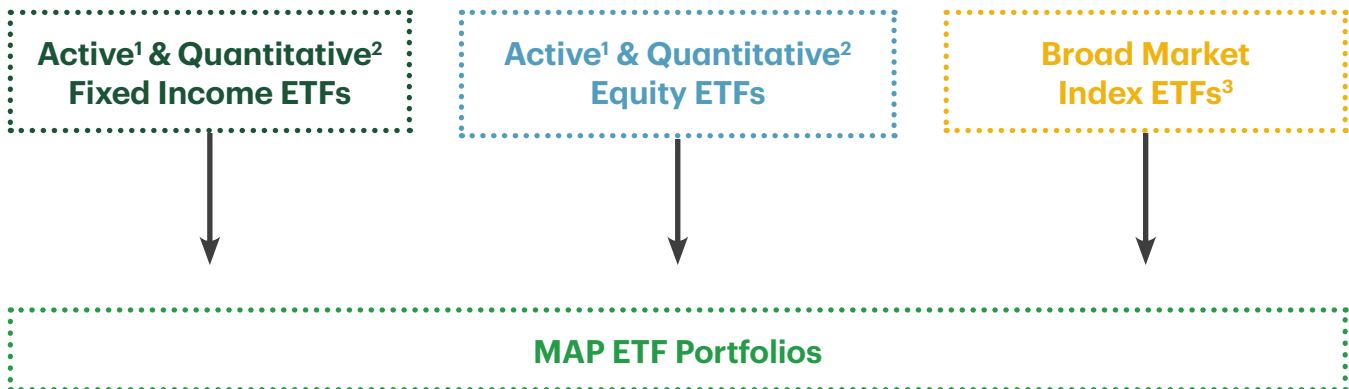 Active¹ & Quantitative²
Fixed Income ETFs
Active¹ & Quantitative²
Equity ETFs
Broad Market
Index ETFs³
MAP ETF Portfolios